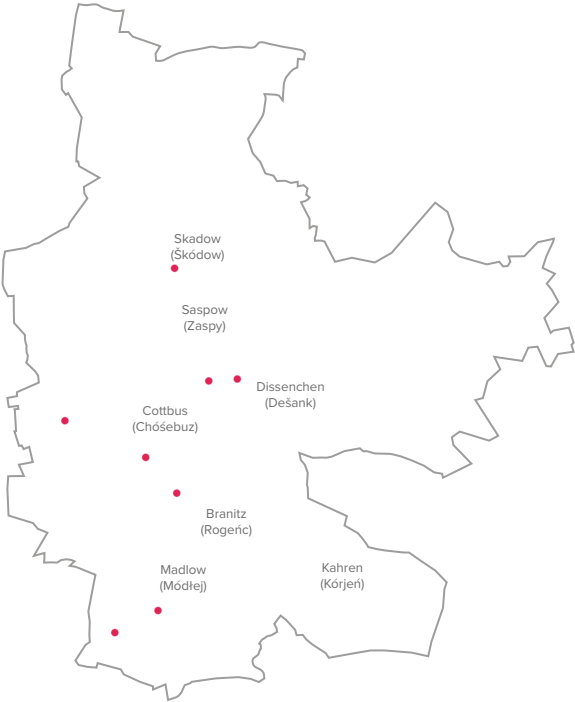 Skadow
(Škódow)
Saspow
(Zaspy)
Dissenchen
(Dešank)
Cottbus
(Chóśebuz)
Branitz
(Rogeńc)
Madlow
(Módłej)
Kahren
(Kórjeń)